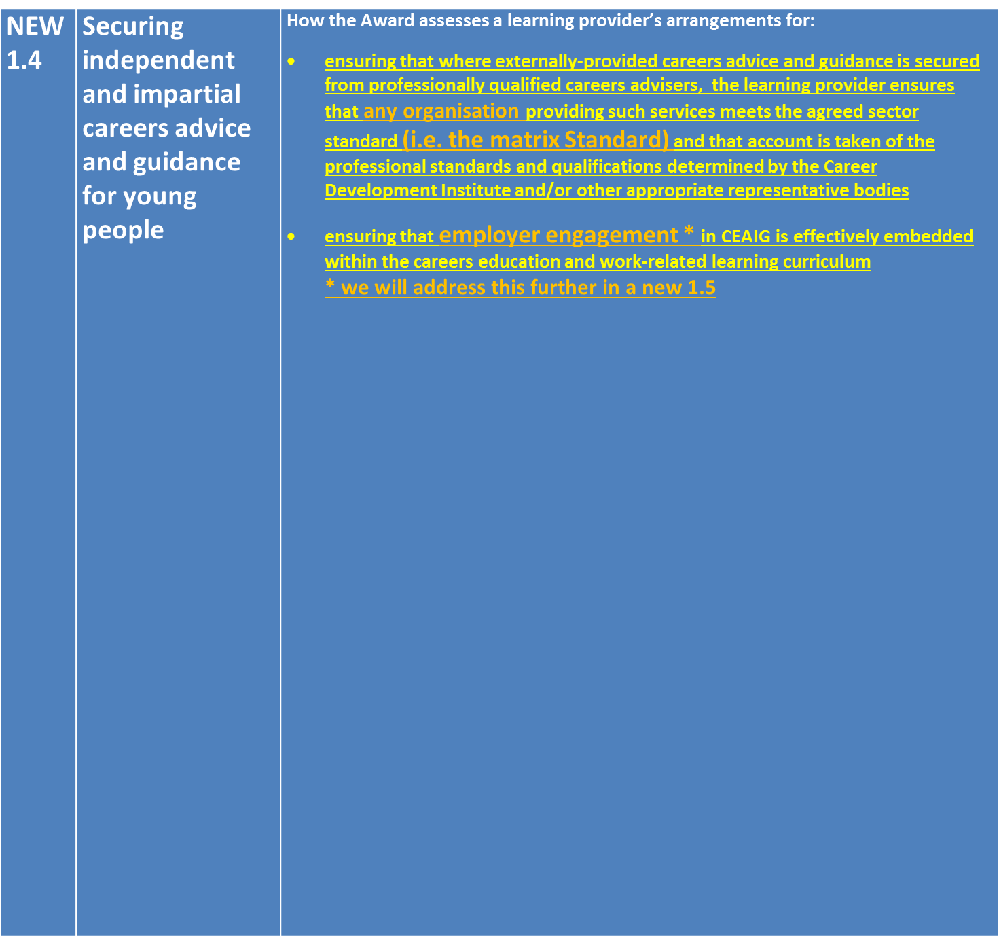 NEW
1.4
Securing
independent
and impartial
careers advice
and guidance
for young
people
How the Award assesses a learning provider’s arrangements for:
• ensuring that where externally-provided careers advice and guidance is secured
from professionally qualified careers advisers,  the learning provider ensures
that any organisation providing such services meets the agreed sector
standard (i.e. the matrix Standard) and that account is taken of the
professional standards and qualifications determined by the Career
Development Institute and/or other appropriate representative bodies
• ensuring that employer engagement * in CEAIG is effectively embedded
within the careers education and work-related learning curriculum
* we will address this further in a new 1.5